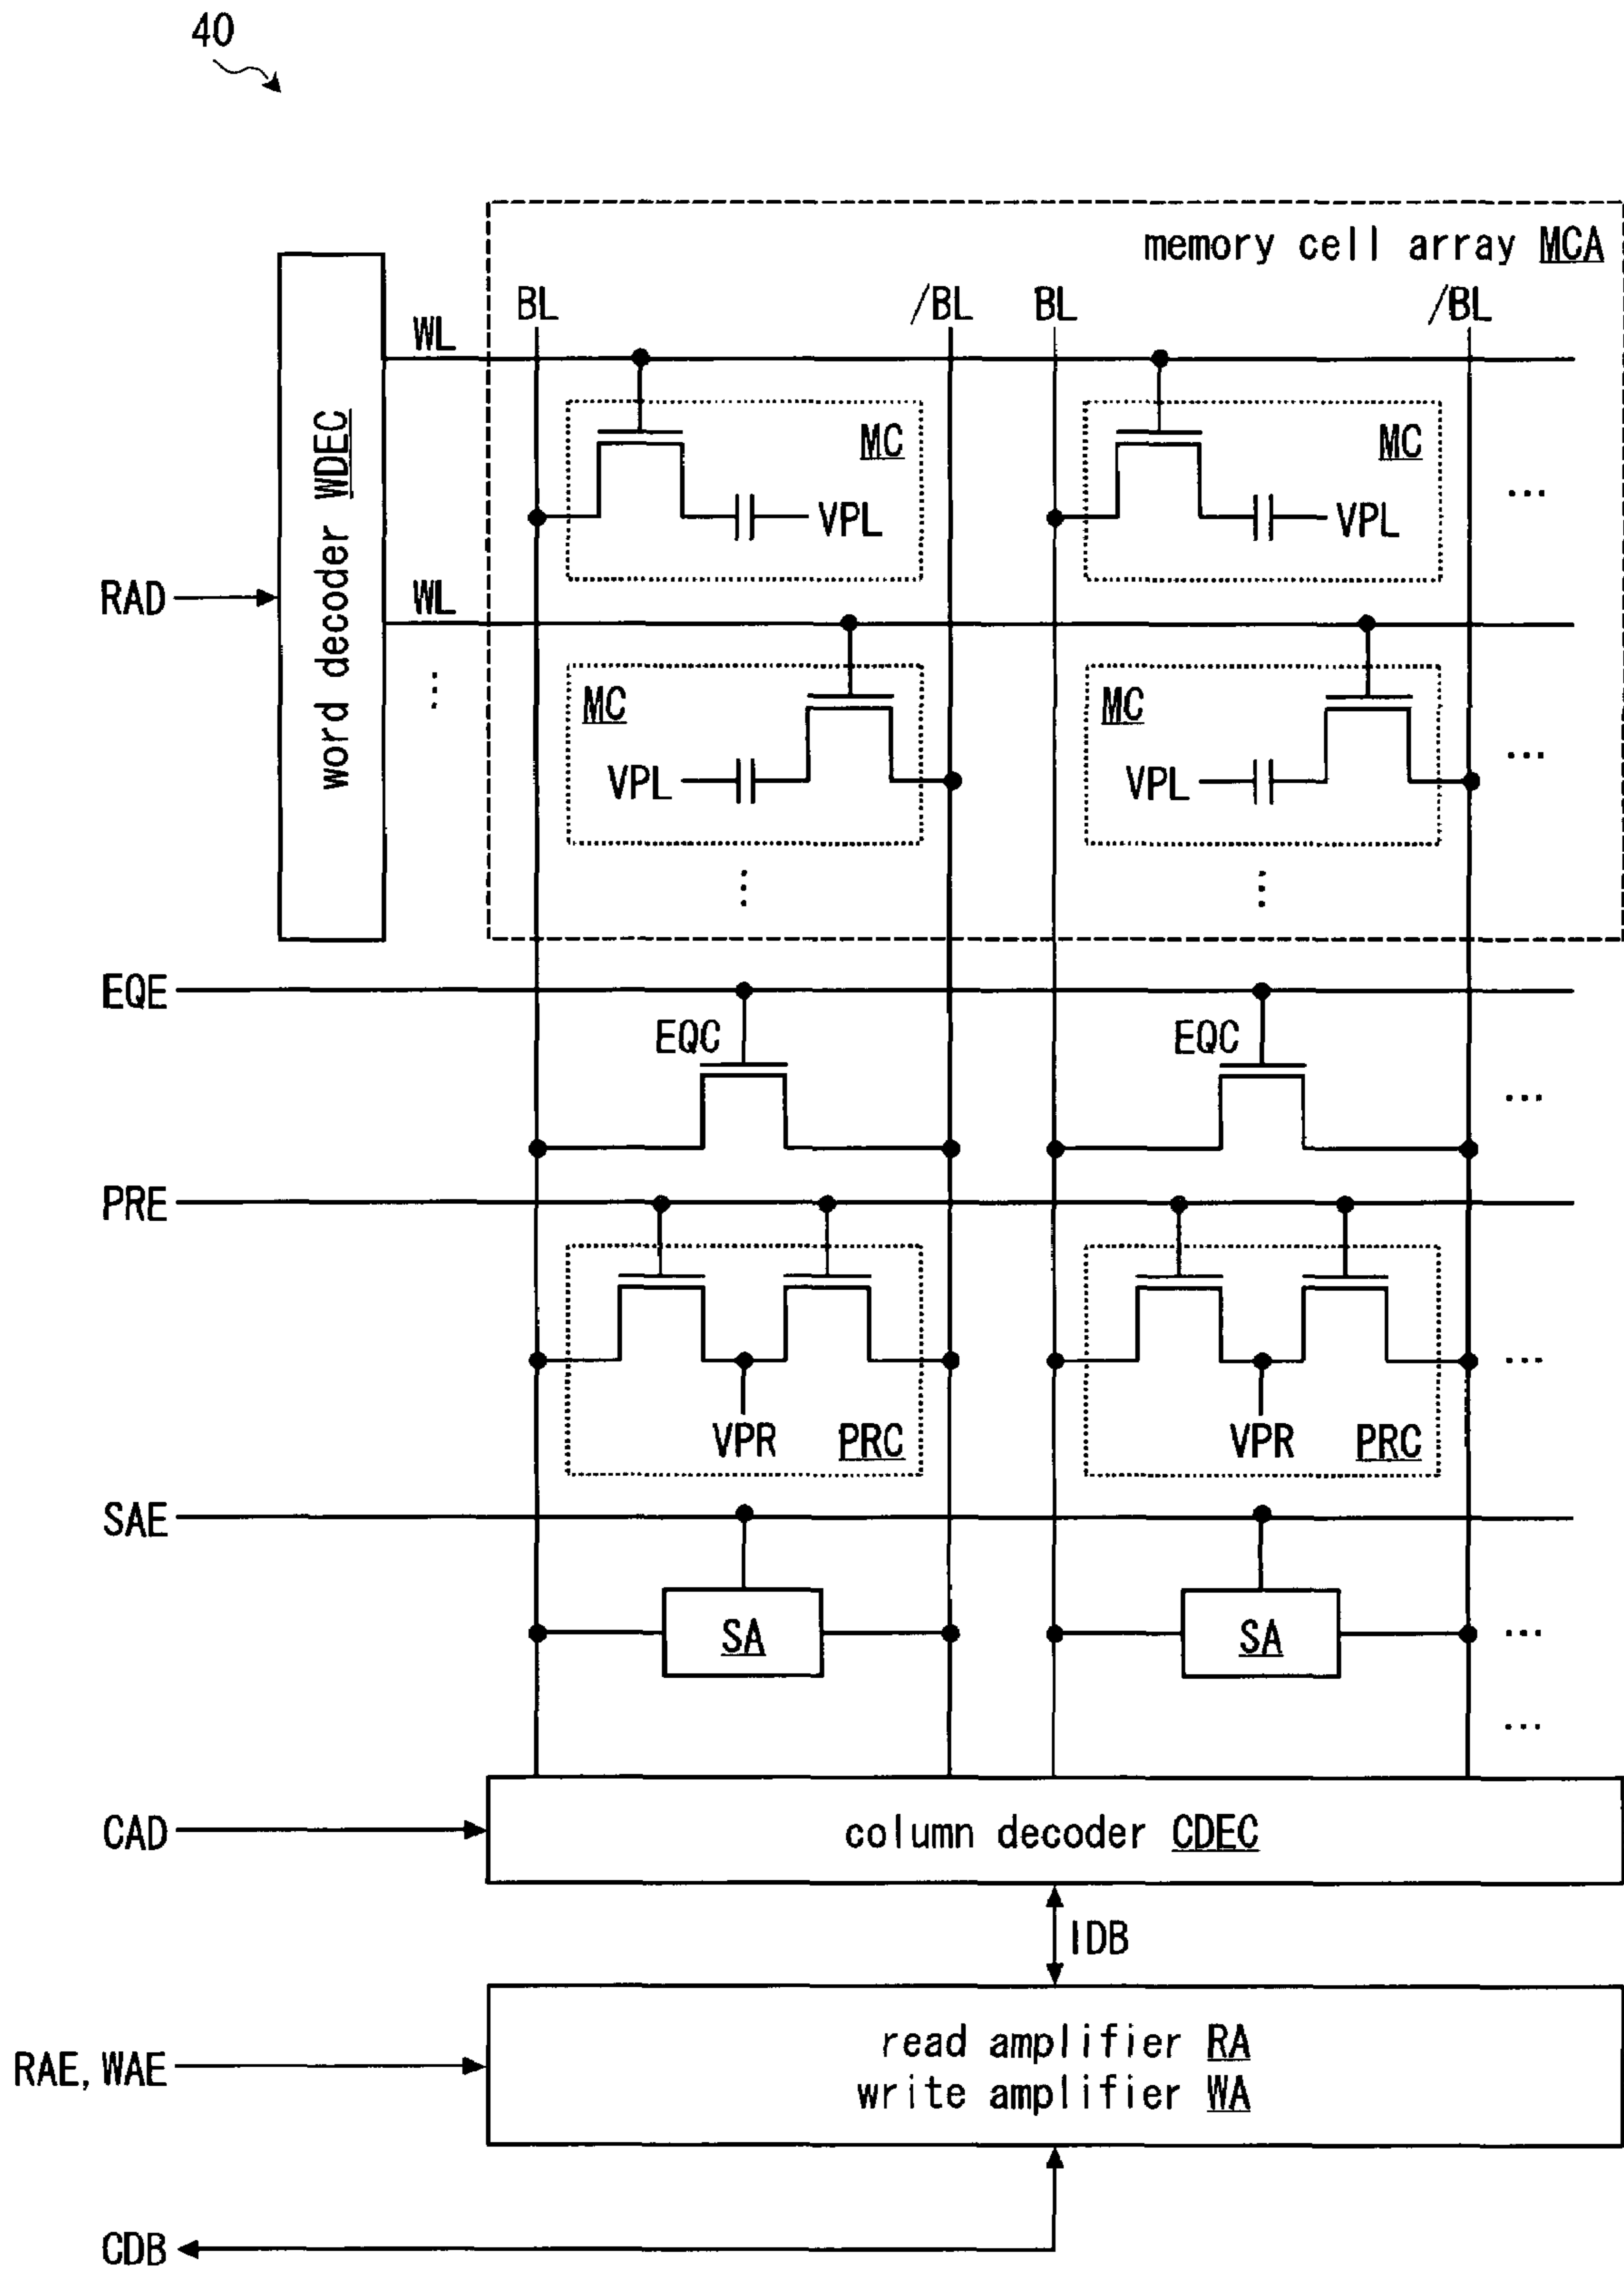 40
memory cell array MCA
BL /BL BL /BL
WL
word decoder WDEC
MC MC
...
VPL VPL
RAD
WL
...
MC MC
...
VPL VPL
... ...
EQE
EQC EQC
...
PRE
...
VPR PRC VPR PRC
SAE
SA SA ...
...
CAD
column decoder CDEC
IDB
read amplifier RA
RAE, WAE
write amplifier WA
CDB